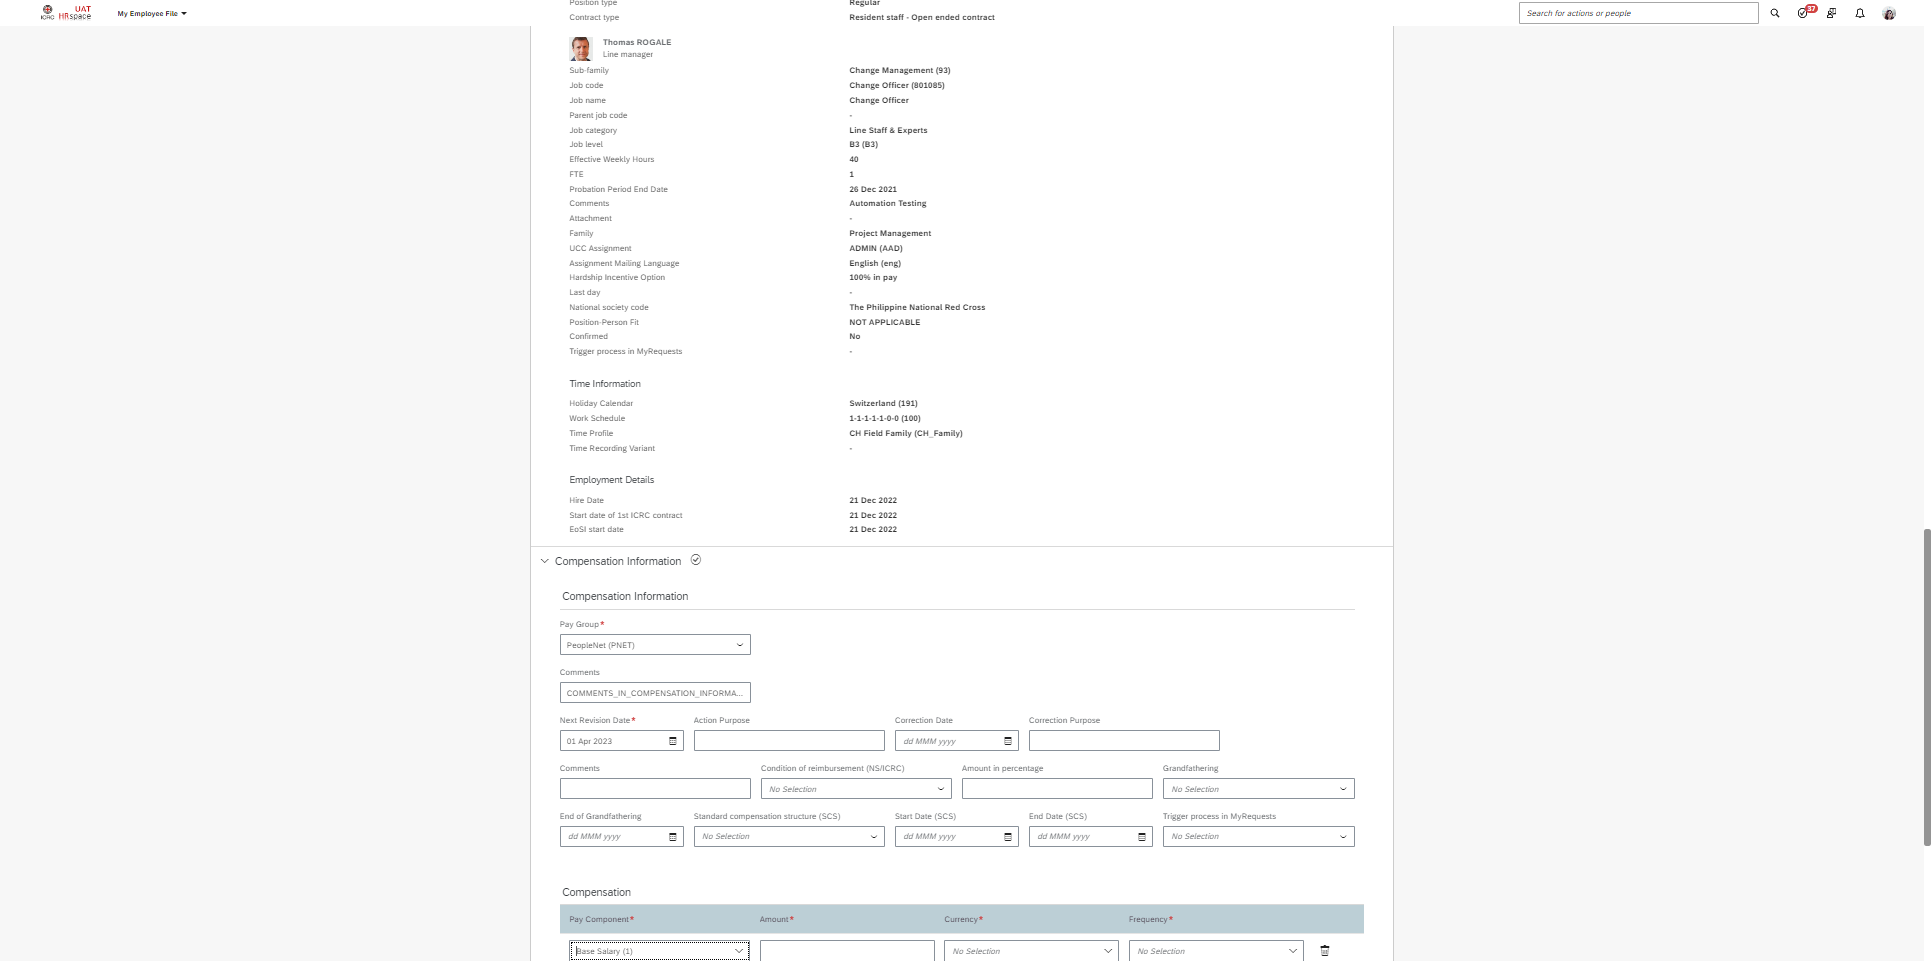 ICRC UAT HRspace My Employee File Search for actions or people 37
Position type Regular
Contract type Resident staff - Open ended contract
Thomas ROGALE
Line manager
Sub-family Change Management (93)
Job code Change Officer (801085)
Job name Change Officer
Parent job code -
Job category Line Staff & Experts
Job level B3 (B3)
Effective Weekly Hours 40
FTE 1
Probation Period End Date 26 Dec 2021
Comments Automation Testing
Attachment -
Family Project Management
UCC Assignment ADMIN (AAD)
Assignment Mailing Language English (eng)
Hardship Incentive Option 100% in pay
Last day -
National society code The Philippine National Red Cross
Position-Person Fit NOT APPLICABLE
Confirmed No
Trigger process in MyRequests -
Time Information
Holiday Calendar Switzerland (191)
Work Schedule 1-1-1-1-1-0-0 (100)
Time Profile CH Field Family (CH_Family)
Time Recording Variant -
Employment Details
Hire Date 21 Dec 2022
Start date of 1st ICRC contract 21 Dec 2022
EoSI start date 21 Dec 2022
Compensation Information
Compensation Information
Pay Group*
PeopleNet (PNET)
Comments
COMMENTS_IN_COMPENSATION_INFORMA...
Next Revision Date* Action Purpose Correction Date Correction Purpose
01 Apr 2023 dd MMM yyyy
Comments Condition of reimbursement (NS/ICRC) Amount in percentage Grandfathering
No Selection No Selection
End of Grandfathering Standard compensation structure (SCS) Start Date (SCS) End Date (SCS) Trigger process in MyRequests
dd MMM yyyy No Selection dd MMM yyyy dd MMM yyyy No Selection
Compensation
Pay Component* Amount* Currency* Frequency*
Base Salary (1) No Selection No Selection